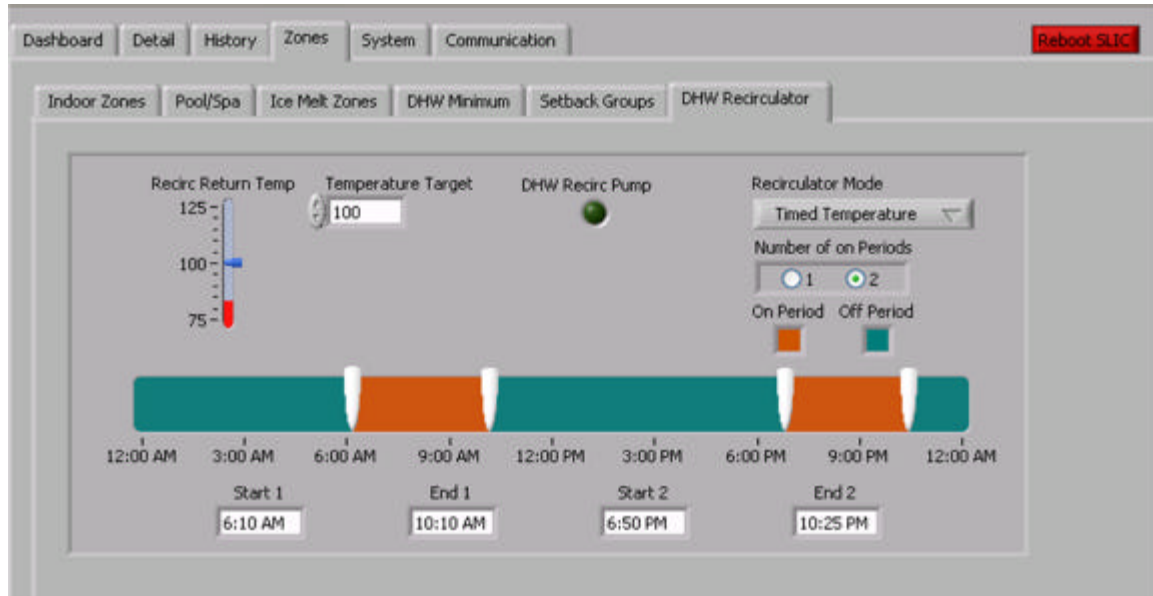 Dashboard Detail History Zones System Communication Reboot SLIC
Indoor Zones Pool/Spa Ice Melt Zones DHW Minimum Setback Groups DHW Recirculator
Recirc Return Temp Temperature Target DHW Recirc Pump Recirculator Mode
125
100
75
100
Timed Temperature
Number of on Periods
1 2
On Period Off Period
12:00 AM 3:00 AM 6:00 AM 9:00 AM 12:00 PM 3:00 PM 6:00 PM 9:00 PM 12:00 AM
Start 1 End 1 Start 2 End 2
6:10 AM 10:10 AM 6:50 PM 10:25 PM